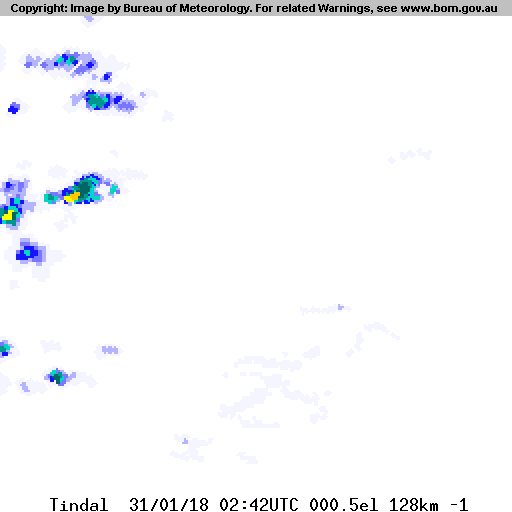 Copyright: Image by Bureau of Meteorology. For related Warnings, see www.bom.gov.au
Tindal 31/01/18 02:42UTC 000.5el 128km -1